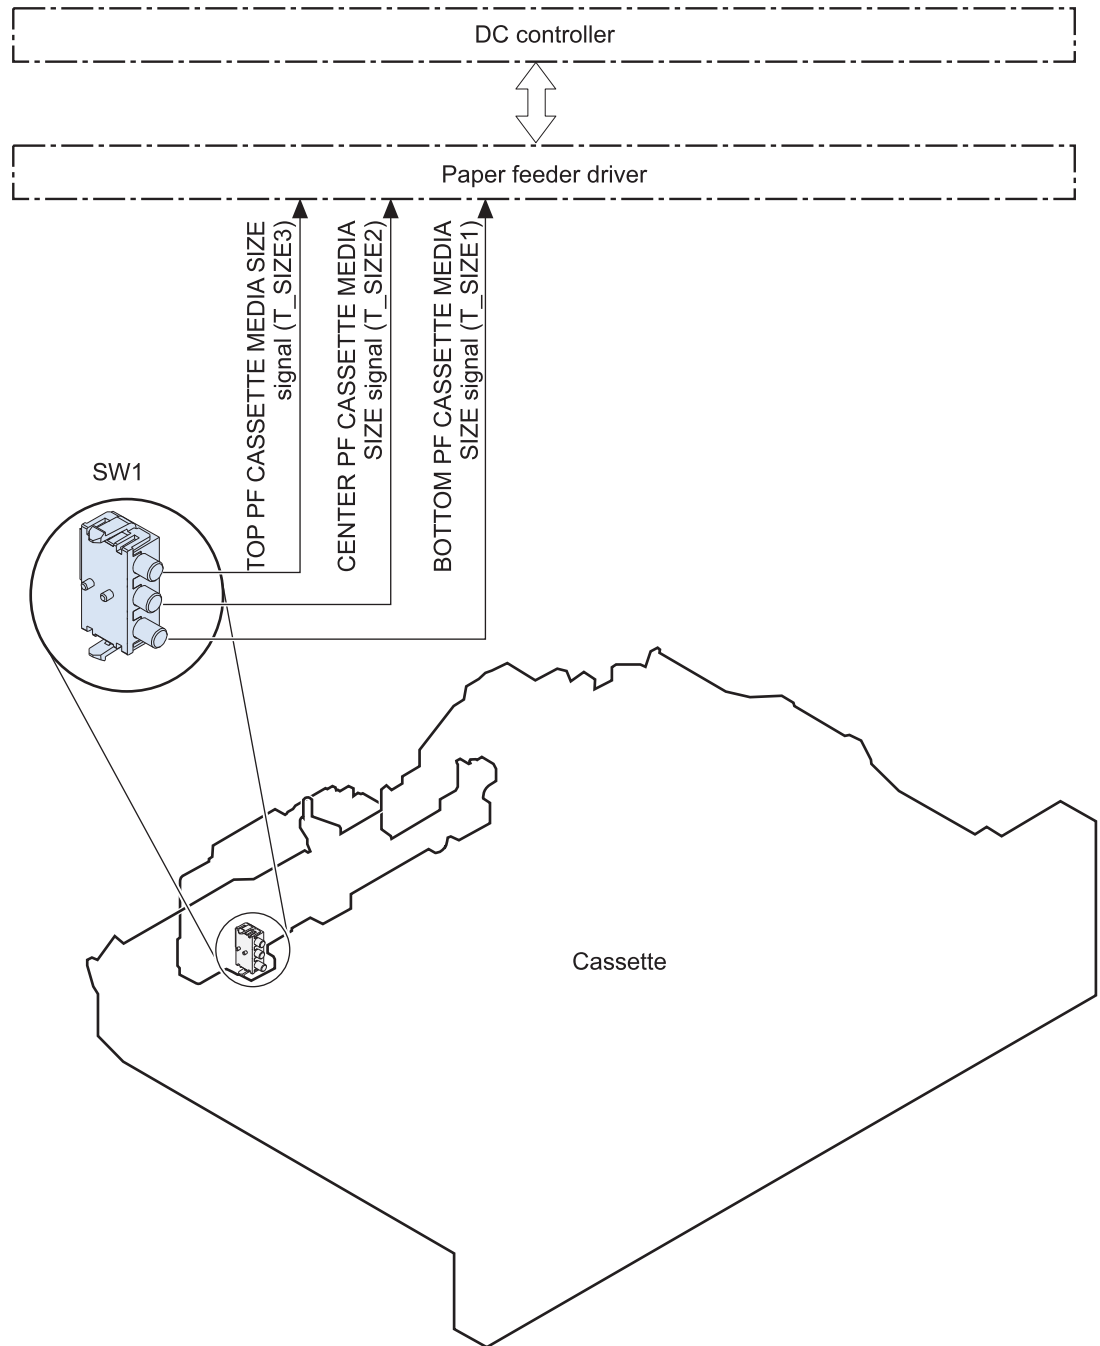 DC controller
Paper feeder driver
TOP PF CASSETTE MEDIA SIZE
signal (T_SIZE3)
CENTER PF CASSETTE MEDIA
SIZE signal (T_SIZE2)
BOTTOM PF CASSETTE MEDIA
SIZE signal (T_SIZE1)
SW1
Cassette